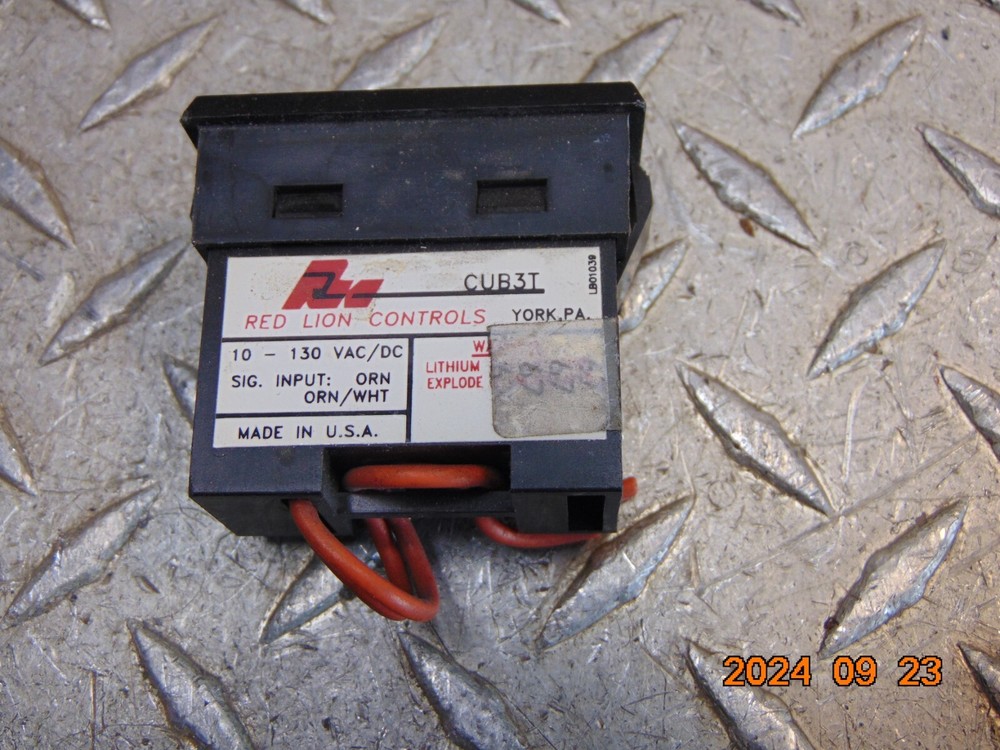 CUB3T
LB01039
RED LION CONTROLS YORK,PA.
10 - 130 VAC/DC
SIG. INPUT: ORN
ORN/WHT
MADE IN U.S.A.
LITHIUM
EXPLODE
2024 09 23